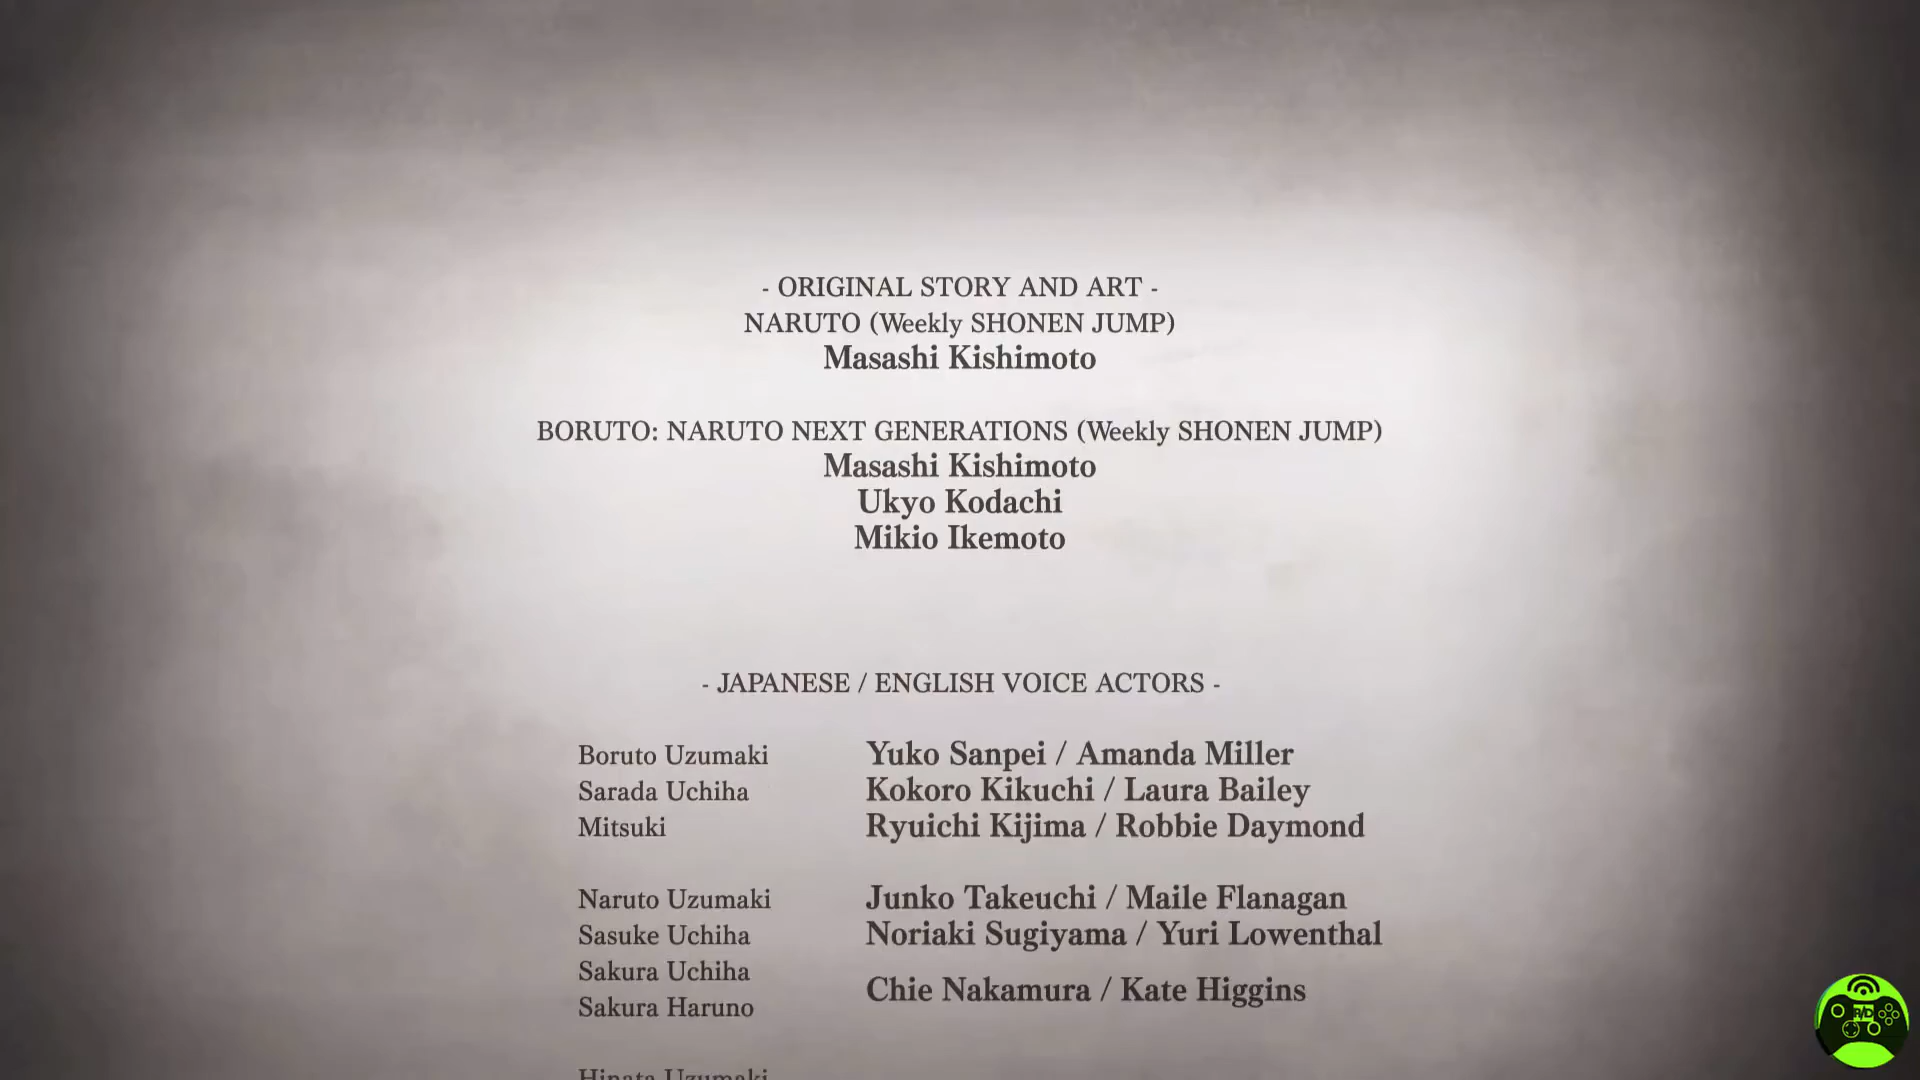 - ORIGINAL STORY AND ART -
NARUTO (Weekly SHONEN JUMP)
Masashi Kishimoto
BORUTO: NARUTO NEXT GENERATIONS (Weekly SHONEN JUMP)
Masashi Kishimoto
Ukyo Kodachi
Mikio Ikemoto
- JAPANESE / ENGLISH VOICE ACTORS -
Boruto Uzumaki Yuko Sanpei / Amanda Miller
Sarada Uchiha Kokoro Kikuchi / Laura Bailey
Mitsuki Ryuichi Kijima / Robbie Daymond
Naruto Uzumaki Junko Takeuchi / Maile Flanagan
Sasuke Uchiha Noriaki Sugiyama / Yuri Lowenthal
Sakura Uchiha
Chie Nakamura / Kate Higgins
Sakura Haruno
Hinata Uzumaki